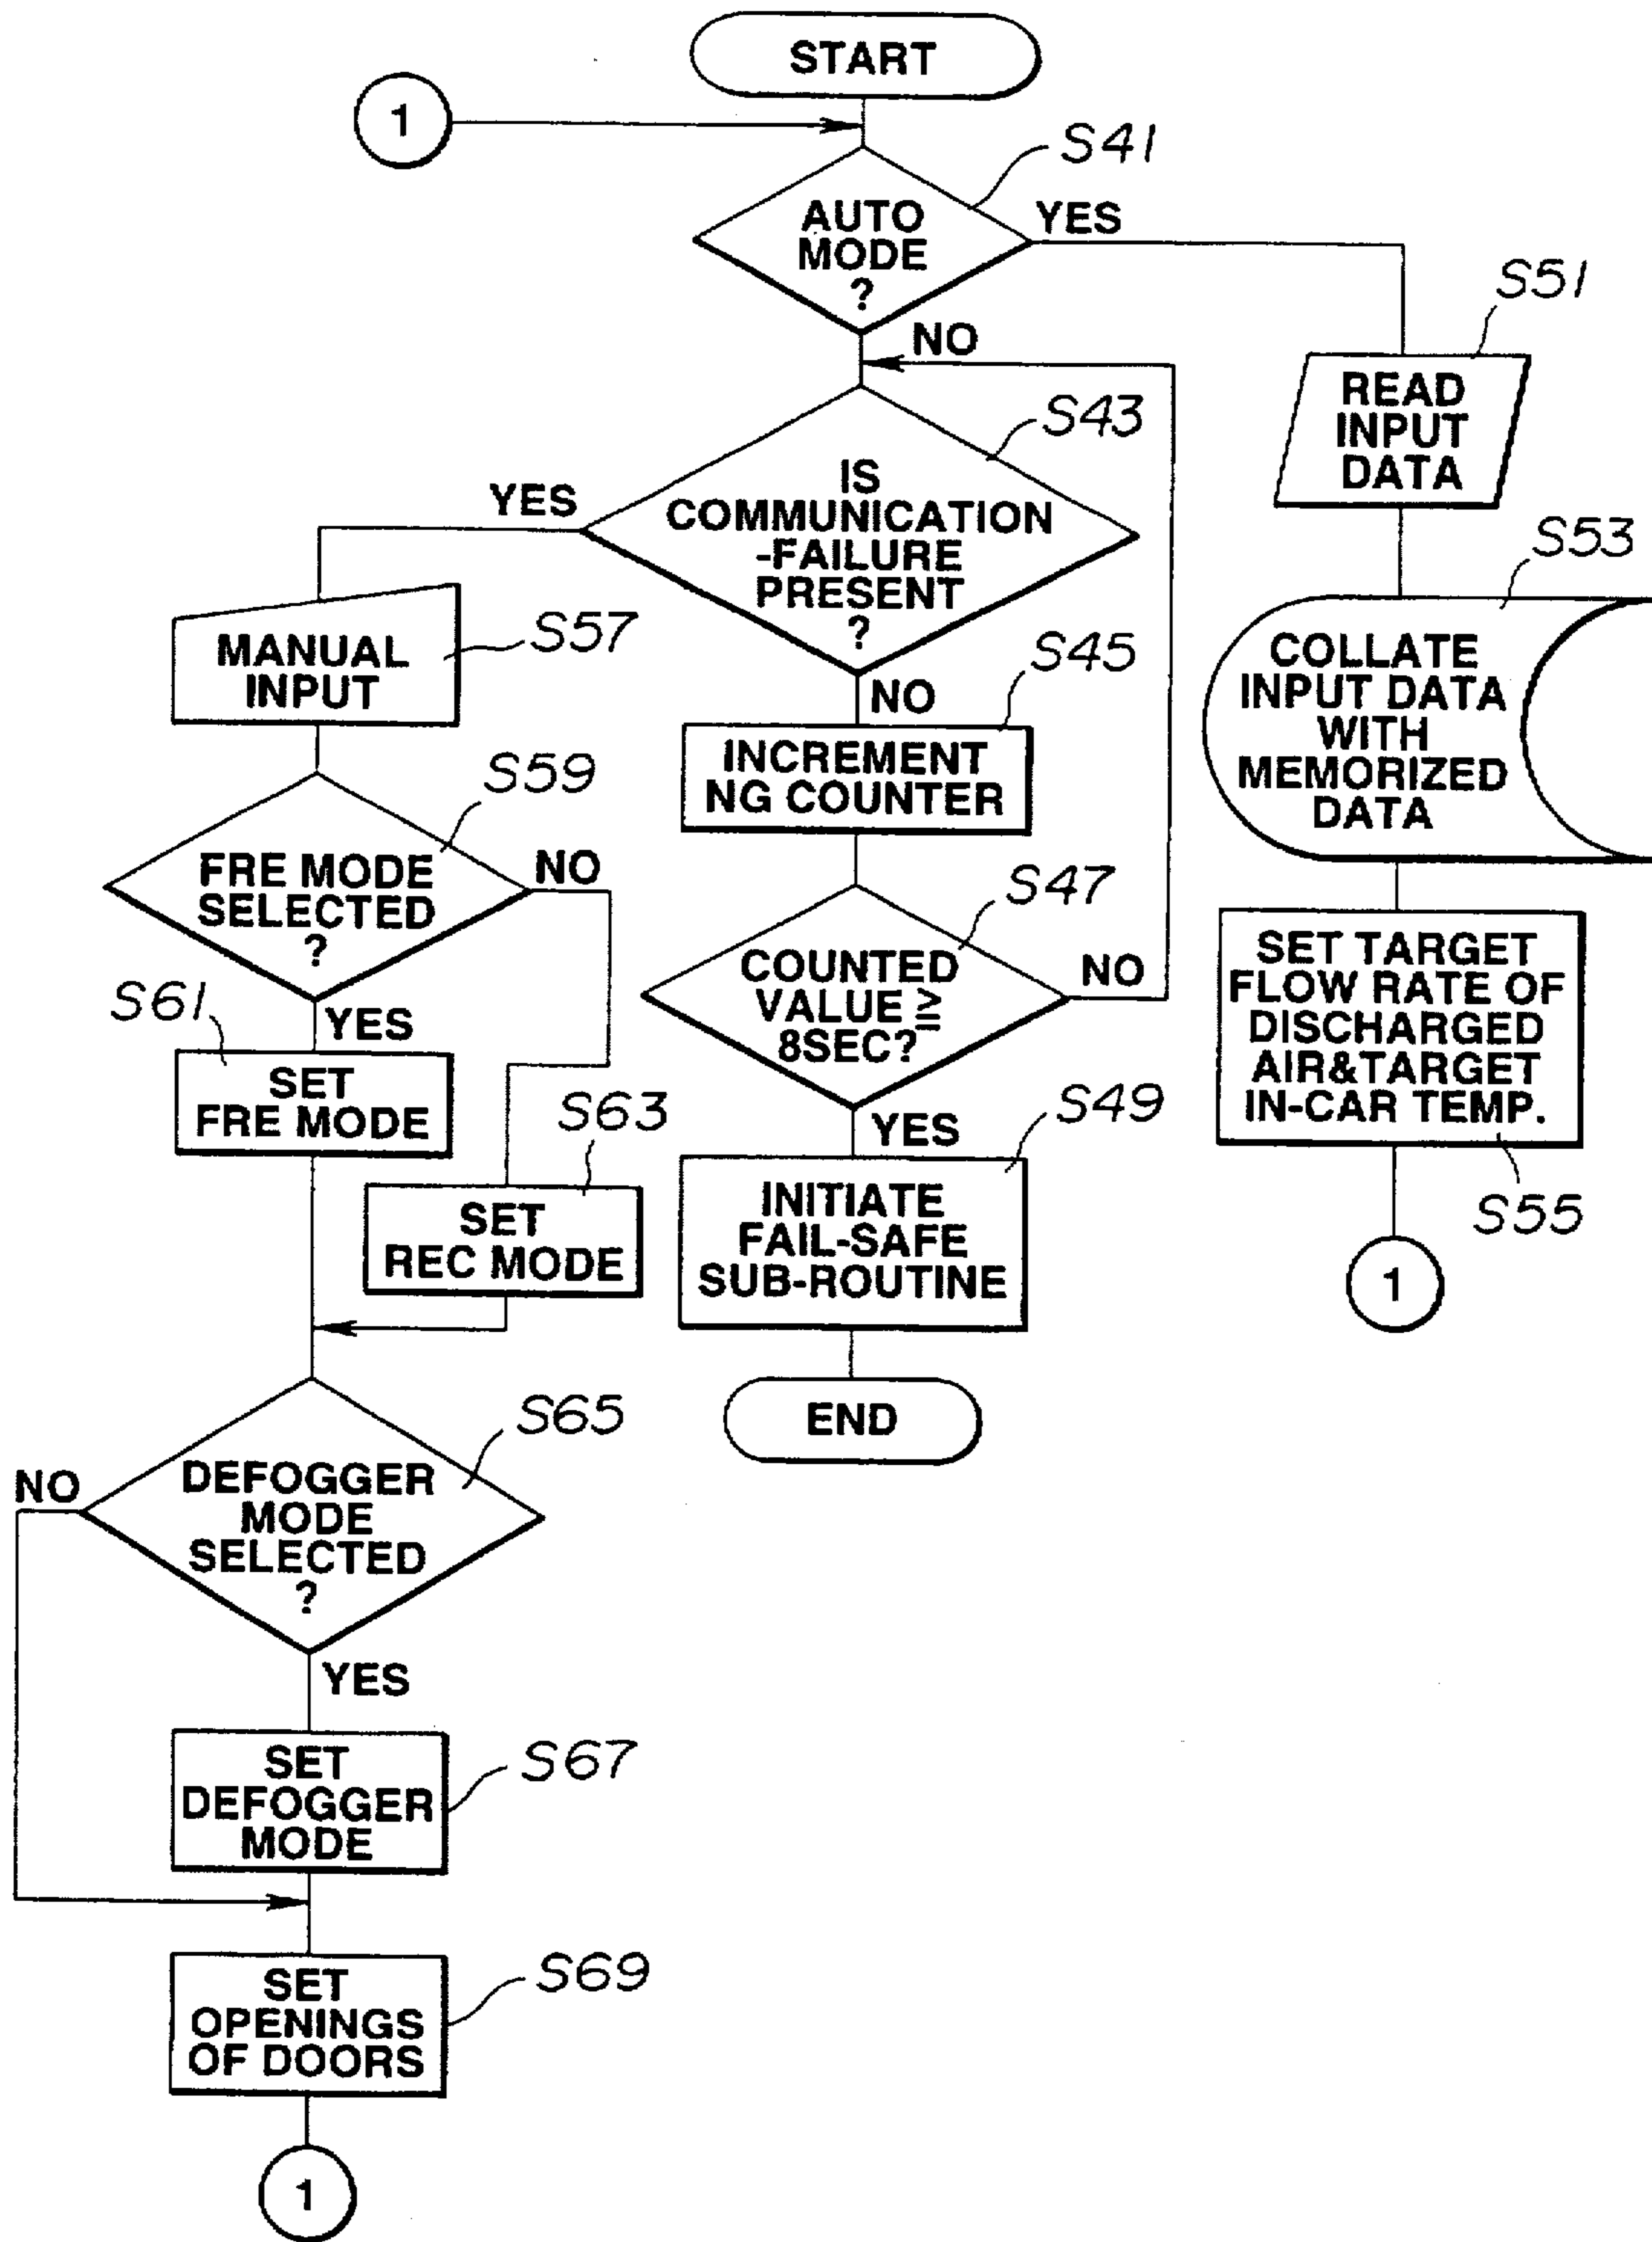 START
1
S41
AUTO
MODE
?
YES
NO
S51
READ
INPUT
DATA
S43
IS
COMMUNICATION
-FAILURE
PRESENT
?
YES
NO
S53
COLLATE
INPUT DATA
WITH
MEMORIZED
DATA
S57
MANUAL
INPUT
S45
INCREMENT
NG COUNTER
S59
FRE MODE
SELECTED
?
NO
YES
S47
COUNTED
VALUE ≧
8SEC?
NO
YES
SET TARGET
FLOW RATE OF
DISCHARGED
AIR&TARGET
IN-CAR TEMP.
S55
1
S61
SET
FRE MODE
S63
SET
REC MODE
S49
INITIATE
FAIL-SAFE
SUB-ROUTINE
END
S65
DEFOGGER
MODE
SELECTED
?
NO
YES
S67
SET
DEFOGGER
MODE
S69
SET
OPENINGS
OF DOORS
1